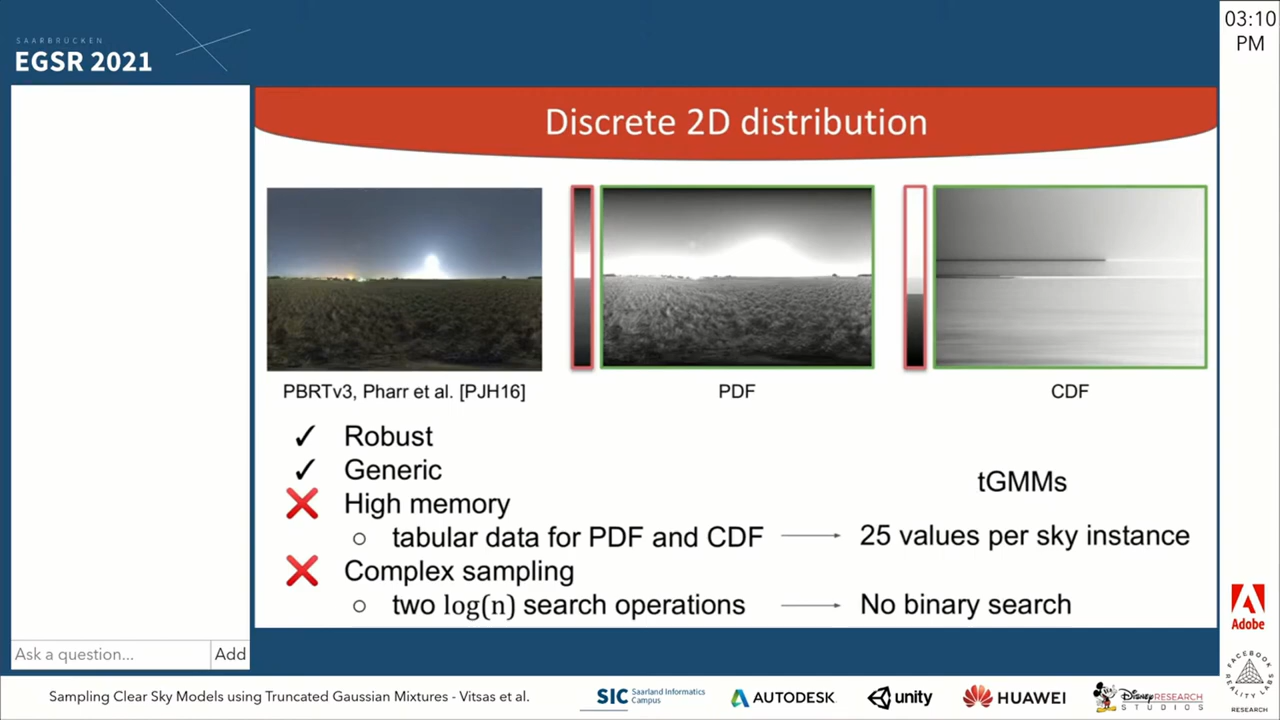 SAARBRÜCKEN
EGSR 2021
03:10
PM
Discrete 2D distribution
PBRTv3, Pharr et al. [PJH16]
PDF
CDF
✓ Robust
✓ Generic
❌ High memory
○ tabular data for PDF and CDF
❌ Complex sampling
○ two log(n) search operations
tGMMs
25 values per sky instance
No binary search
Ask a question...
Add
Adobe
FACEBOOK
REALITY LABS
RESEARCH
Sampling Clear Sky Models using Truncated Gaussian Mixtures - Vitsas et al.
SIC Saarland Informatics
Campus
AUTODESK
unity
HUAWEI
Disney RESEARCH
STUDIOS